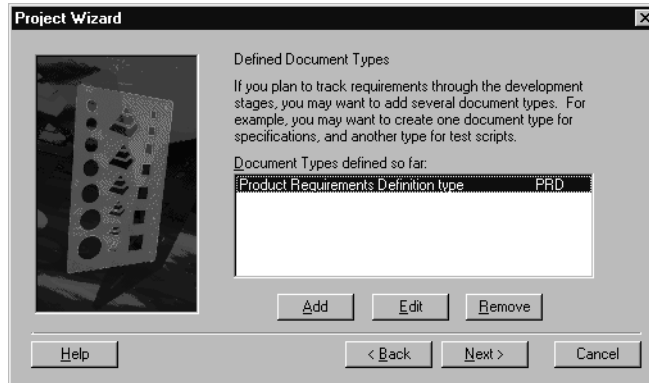 Project Wizard
Defined Document Types
If you plan to track requirements through the development
stages, you may want to add several document types. For
example, you may want to create one document type for
specifications, and another type for test scripts.
Document Types defined so far:
Product Requirements Definition type PRD
Add Edit Remove
Help < Back Next > Cancel